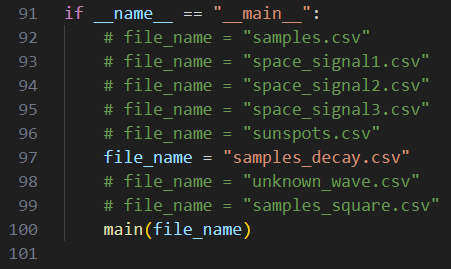 91 if __name__ == "__main__":
92 # file_name = "samples.csv"
93 # file_name = "space_signal1.csv"
94 # file_name = "space_signal2.csv"
95 # file_name = "space_signal3.csv"
96 # file_name = "sunspots.csv"
97 file_name = "samples_decay.csv"
98 # file_name = "unknown_wave.csv"
99 # file_name = "samples_square.csv"
100 main(file_name)
101